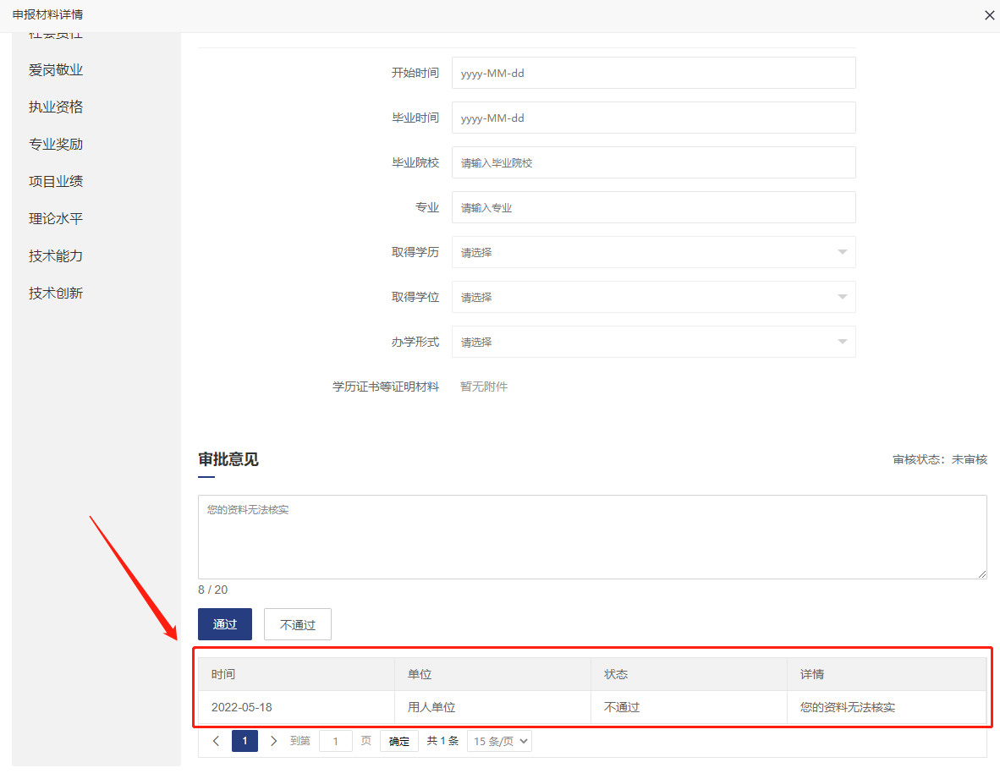 申报材料详情
社会责任
爱岗敬业
执业资格
专业奖励
项目业绩
理论水平
技术能力
技术创新
开始时间 yyyy-MM-dd
毕业时间 yyyy-MM-dd
毕业院校 请输入毕业院校
专业 请输入专业
取得学历 请选择
取得学位 请选择
办学形式 请选择
学历证书等证明材料 暂无附件
审批意见 审核状态：未审核
您的资料无法核实
8 / 20
通过 不通过
时间 单位 状态 详情
2022-05-18 用人单位 不通过 您的资料无法核实
1 到第 1 页 确定 共 1 条 15 条/页